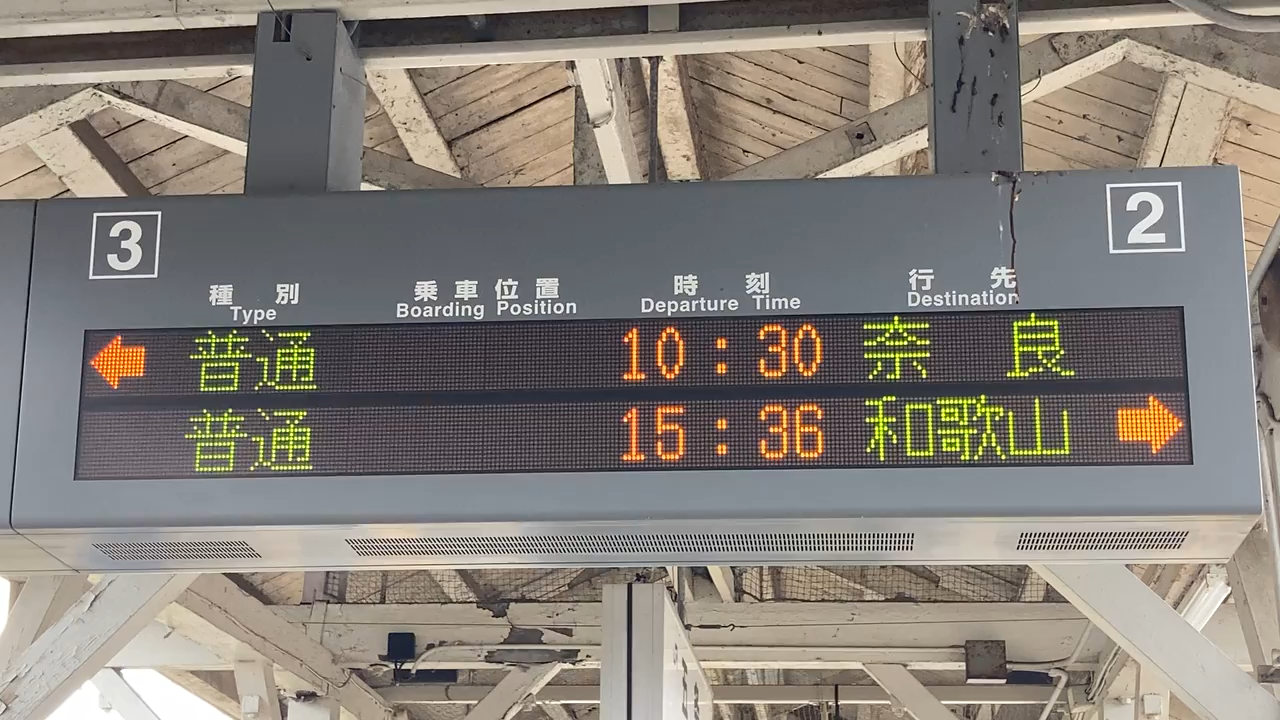 3 2
種別 乗車位置 時刻 行先
Type Boarding Position Departure Time Destination
普通 10:30 奈良
普通 15:36 和歌山